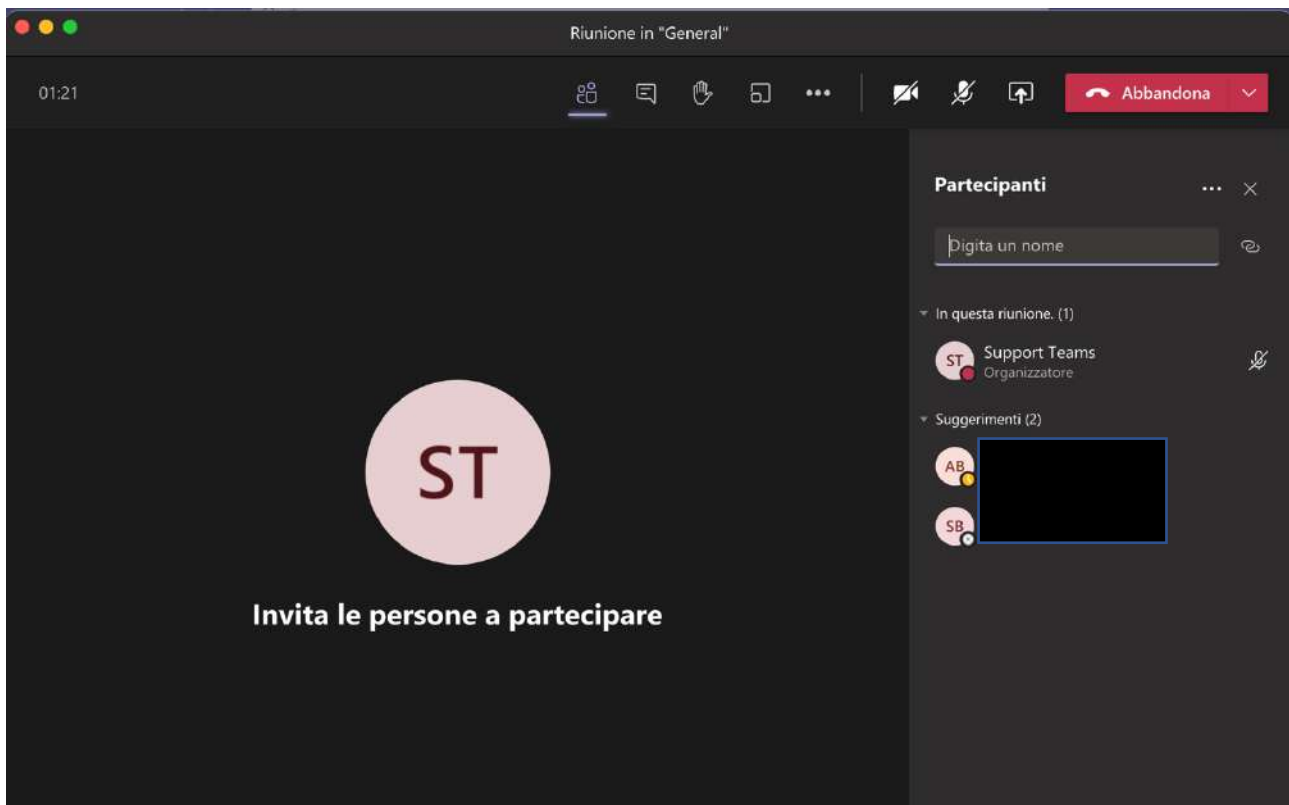 Riunione in "General"
01:21
Abbandona
Partecipanti
Digita un nome
In questa riunione. (1)
ST
Support Teams
Organizzatore
Suggerimenti (2)
AB
SB
ST
Invita le persone a partecipare